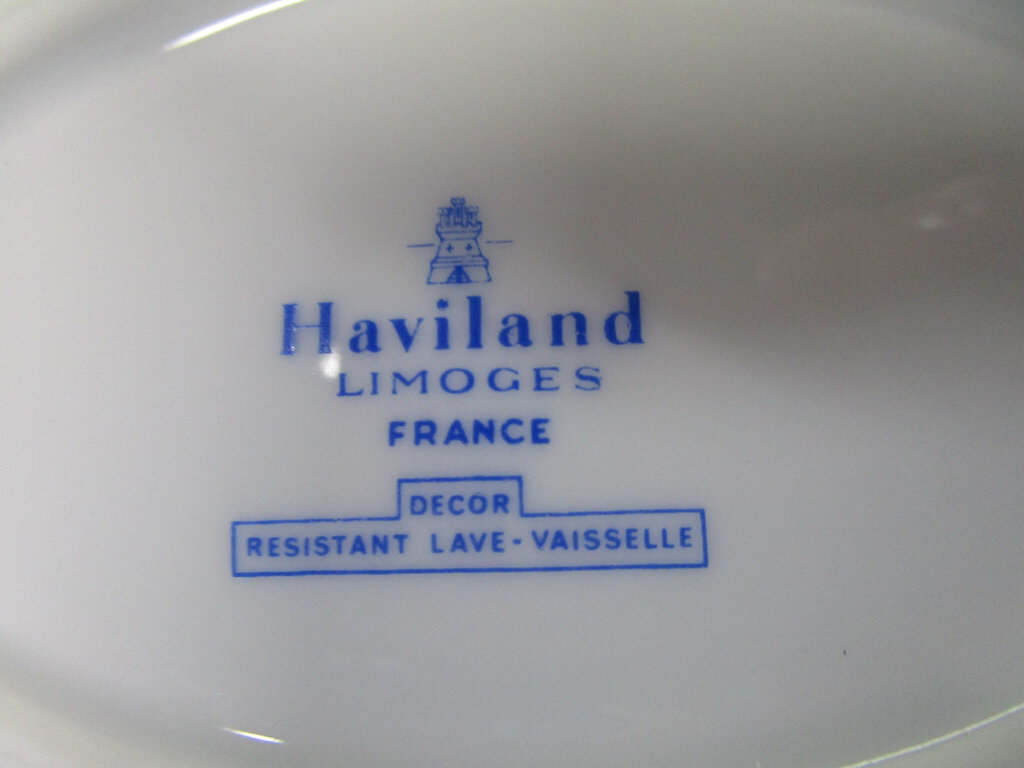 Haviland
LIMOGES
FRANCE
DECOR
RESISTANT LAVE-VAISSELLE